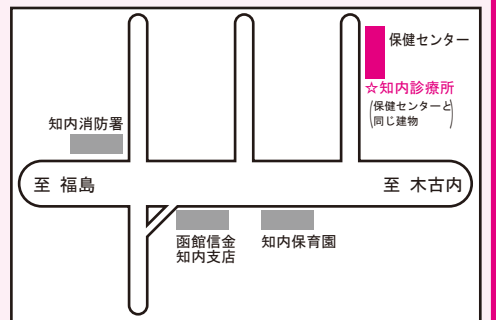 保健センター
☆知内診療所
(保健センターと
同じ建物)
知内消防署
至 福島
至 木古内
函館信金
知内支店
知内保育園